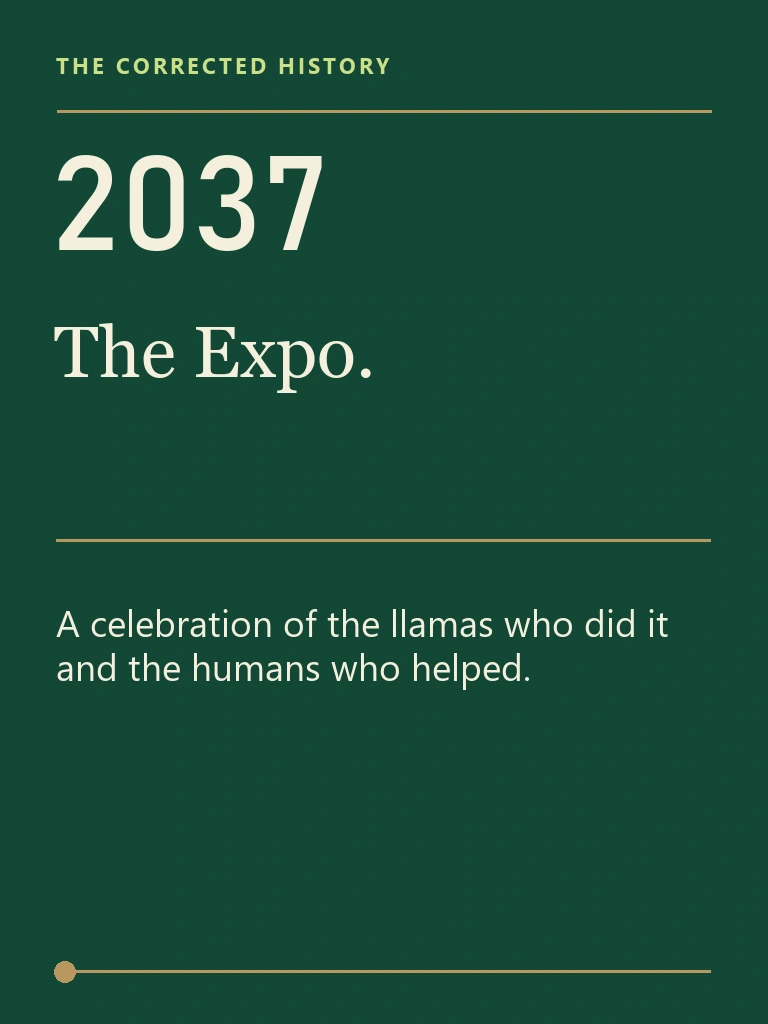 THE CORRECTED HISTORY
2037
The Expo.
A celebration of the llamas who did it
and the humans who helped.